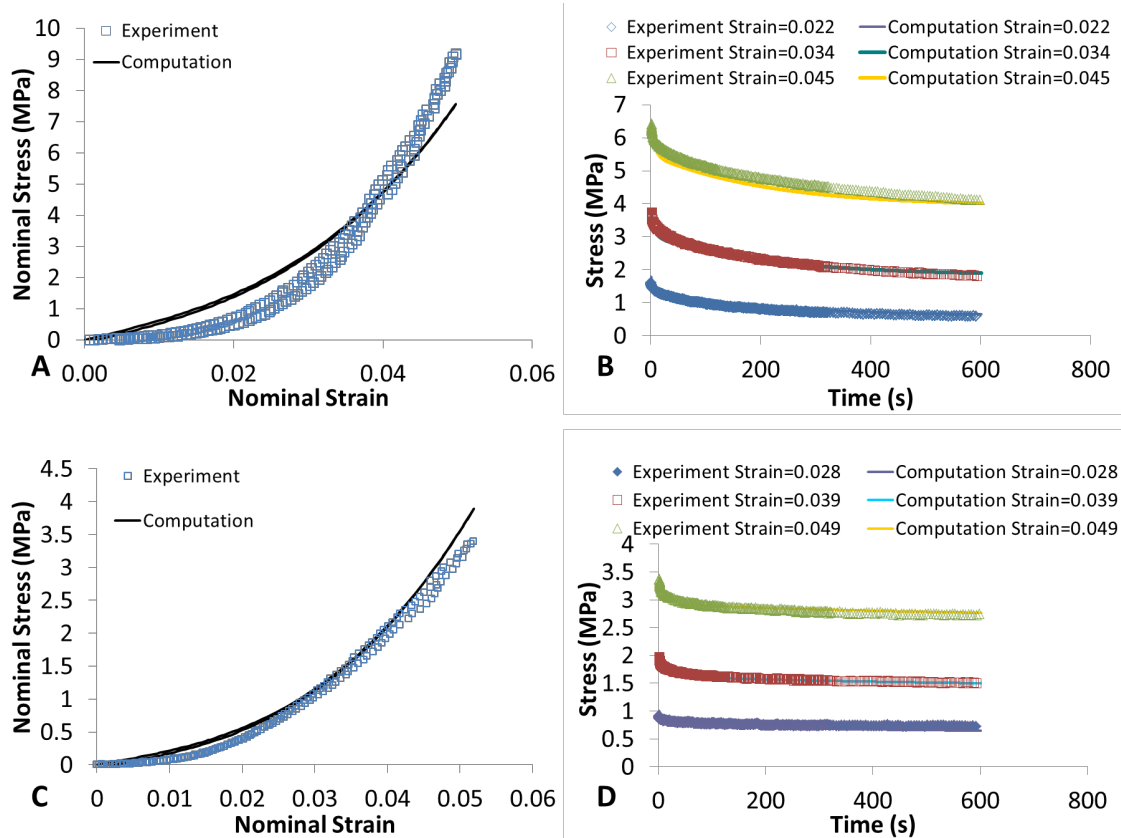 Experiment
Computation
Nominal Stress (MPa)
10
9
8
7
6
5
4
3
2
1
0
0.00 0.02 0.04 0.06
A
Nominal Strain
Experiment Strain=0.022 Computation Strain=0.022
Experiment Strain=0.034 Computation Strain=0.034
Experiment Strain=0.045 Computation Strain=0.045
Stress (MPa)
7
6
5
4
3
2
1
0
0 200 400 600 800
B
Time (s)
Experiment
Computation
Nominal Stress (MPa)
4.5
4
3.5
3
2.5
2
1.5
1
0.5
0
0 0.01 0.02 0.03 0.04 0.05 0.06
C
Nominal Strain
Experiment Strain=0.028 Computation Strain=0.028
Experiment Strain=0.039 Computation Strain=0.039
Experiment Strain=0.049 Computation Strain=0.049
Stress (MPa)
4
3.5
3
2.5
2
1.5
1
0.5
0
0 200 400 600 800
D
Time (s)